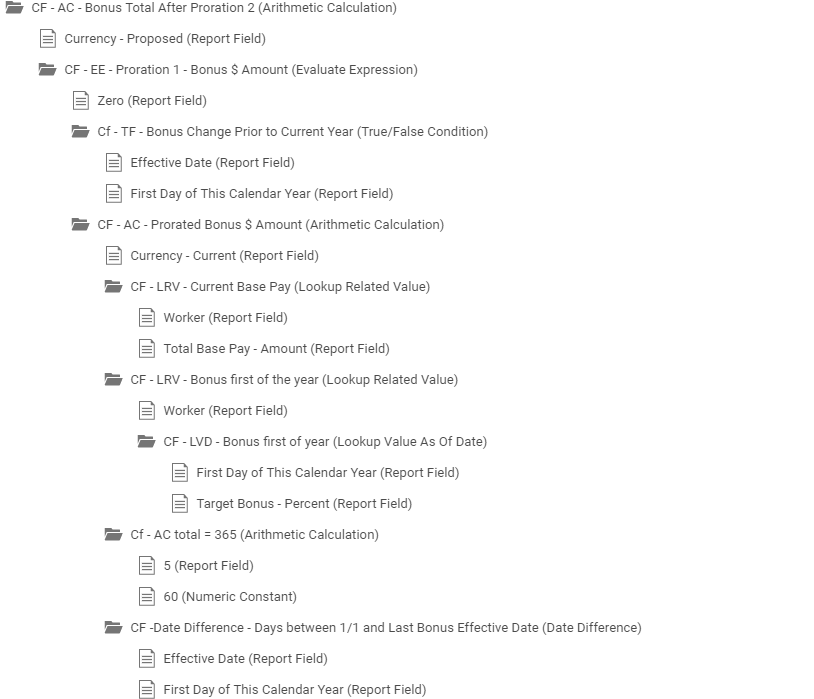 CF - AC - Bonus Total After Proration 2 (Arithmetic Calculation)
Currency - Proposed (Report Field)
CF - EE - Proration 1 - Bonus $ Amount (Evaluate Expression)
Zero (Report Field)
Cf - TF - Bonus Change Prior to Current Year (True/False Condition)
Effective Date (Report Field)
First Day of This Calendar Year (Report Field)
CF - AC - Prorated Bonus $ Amount (Arithmetic Calculation)
Currency - Current (Report Field)
CF - LRV - Current Base Pay (Lookup Related Value)
Worker (Report Field)
Total Base Pay - Amount (Report Field)
CF - LRV - Bonus first of the year (Lookup Related Value)
Worker (Report Field)
CF - LVD - Bonus first of year (Lookup Value As Of Date)
First Day of This Calendar Year (Report Field)
Target Bonus - Percent (Report Field)
Cf - AC total = 365 (Arithmetic Calculation)
5 (Report Field)
60 (Numeric Constant)
CF -Date Difference - Days between 1/1 and Last Bonus Effective Date (Date Difference)
Effective Date (Report Field)
First Day of This Calendar Year (Report Field)